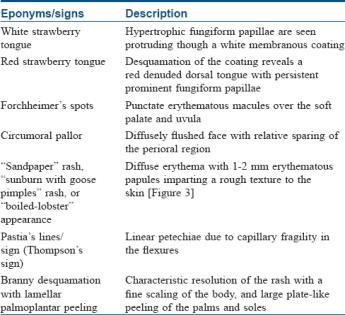 Eponyms/signs Description
White strawberry Hypertrophic fungiform papillae are seen
tongue protruding though a white membranous coating
Red strawberry tongue Desquamation of the coating reveals a
red denuded dorsal tongue with persistent
prominent fungiform papillae
Forchheimer's spots Punctate erythematous macules over the soft
palate and uvula
Circumoral pallor Diffusely flushed face with relative sparing of
the perioral region
"Sandpaper" rash, Diffuse erythema with 1-2 mm erythematous
"sunburn with goose papules imparting a rough texture to the
pimples" rash, or skin [Figure 3]
"boiled-lobster"
appearance
Pastia's lines/ Linear petechiae due to capillary fragility in
sign (Thompson's the flexures
sign)
Branny desquamation Characteristic resolution of the rash with a
with lamellar fine scaling of the body, and large plate-like
palmoplantar peeling peeling of the palms and soles